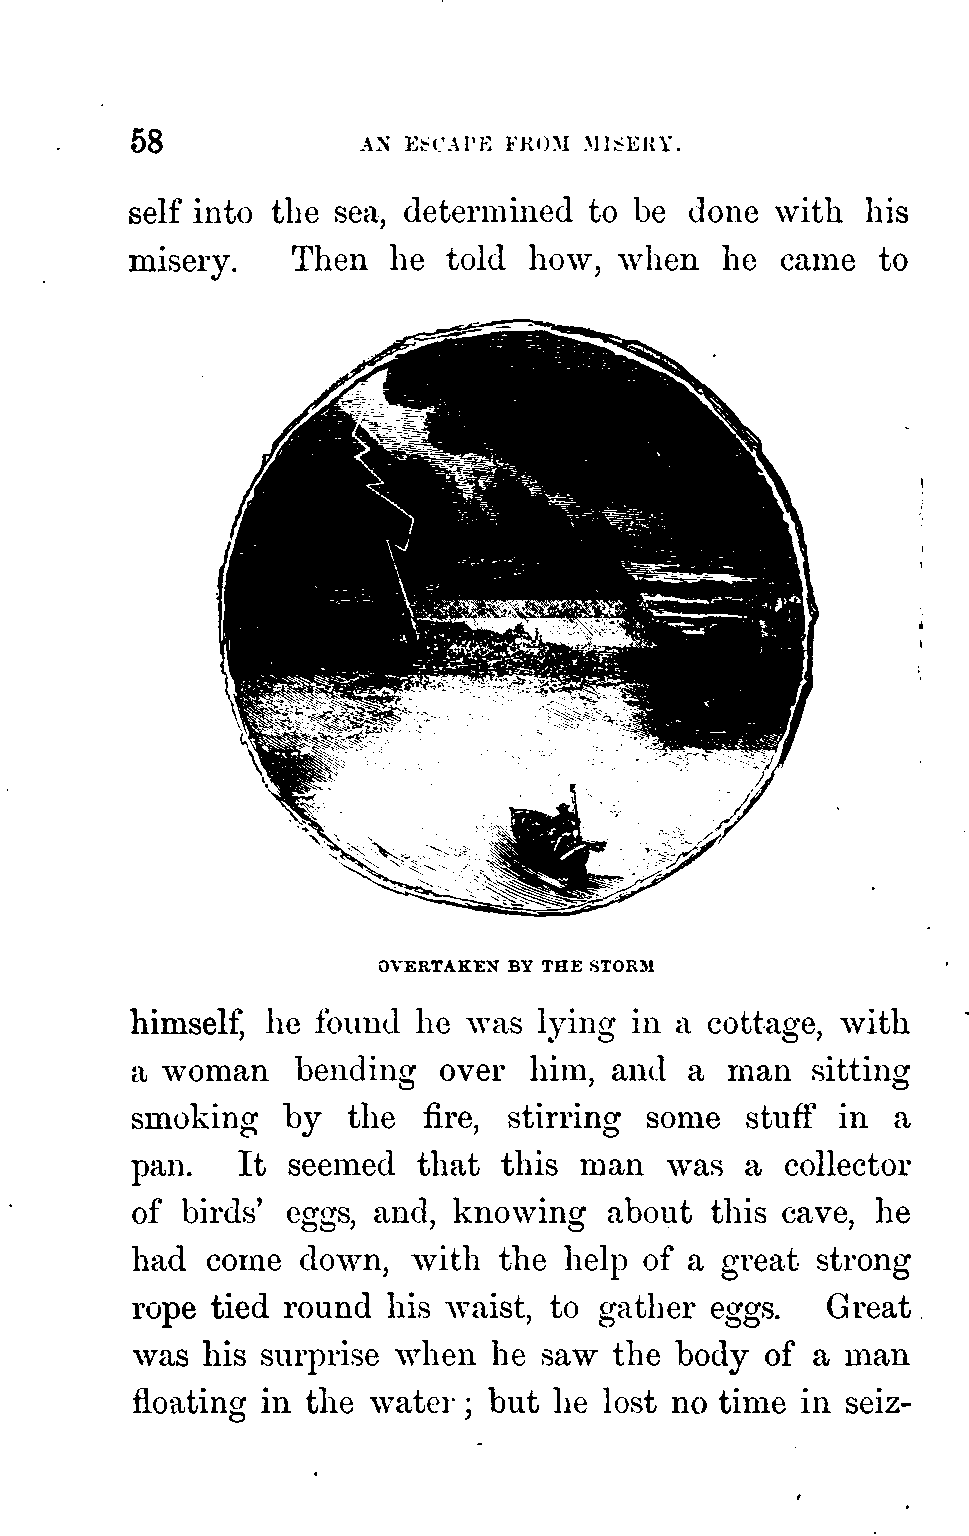 58 AN ESCAPE FROM MISERY.
self into the sea, determined to be done with his
misery. Then he told how, when he came to
OVERTAKEN BY THE STORM
himself, he found he was lying in a cottage, with
a woman bending over him, and a man sitting
smoking by the fire, stirring some stuff in a
pan. It seemed that this man was a collector
of birds' eggs, and, knowing about this cave, he
had come down, with the help of a great strong
rope tied round his waist, to gather eggs. Great
was his surprise when he saw the body of a man
floating in the water; but he lost no time in seiz-